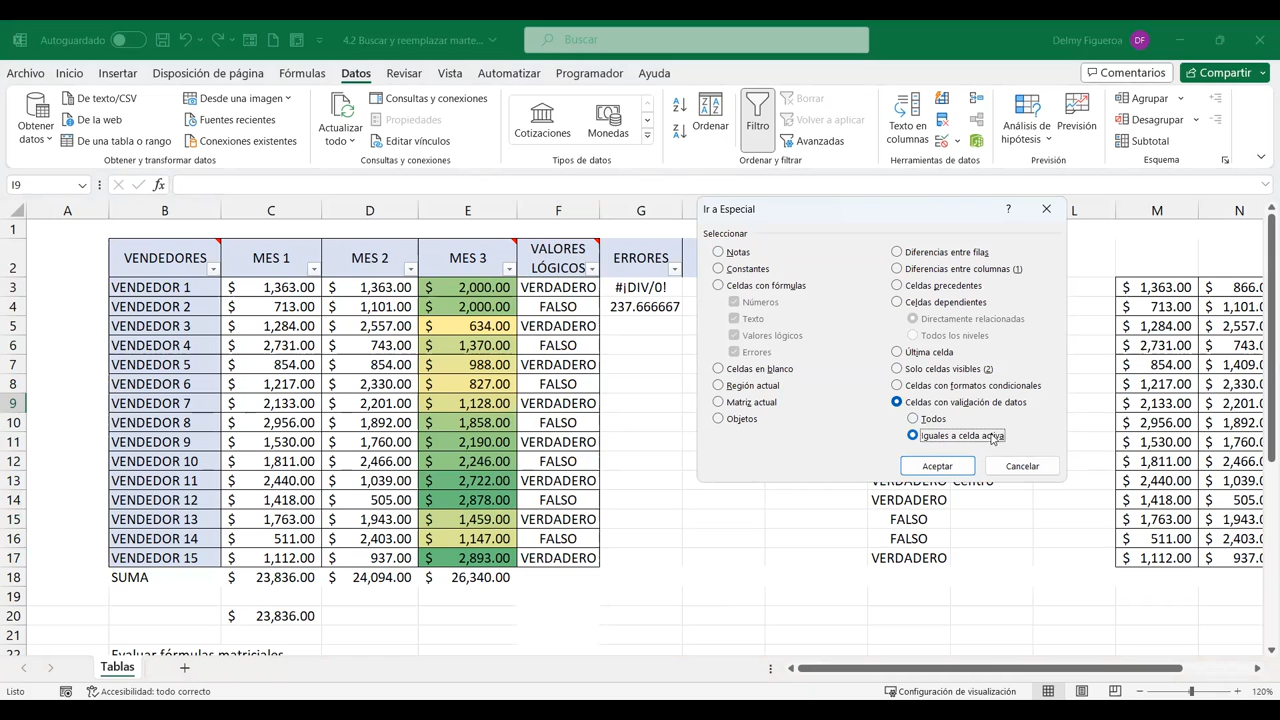 Autoguardado
4.2 Buscar y reemplazar marte...
Buscar
Delmy Figueroa
DF
Archivo Inicio Insertar Disposición de página Fórmulas Datos Revisar Vista Automatizar Programador Ayuda
Comentarios
Compartir
Obtener datos
De texto/CSV
De la web
De una tabla o rango
Desde una imagen
Fuentes recientes
Conexiones existentes
Obtener y transformar datos
Actualizar todo
Consultas y conexiones
Propiedades
Editar vínculos
Consultas y conexiones
Cotizaciones
Monedas
Tipos de datos
Ordenar
Filtro
Borrar
Volver a aplicar
Avanzadas
Ordenar y filtrar
Texto en columnas
Herramientas de datos
Análisis de hipótesis
Previsión
Previsión
Agrupar
Desagrupar
Subtotal
Esquema
I9
fx
A B C D E F G L M N
1
2 VENDEDORES MES 1 MES 2 MES 3 VALORES LÓGICOS ERRORES
3 VENDEDOR 1 $ 1,363.00 $ 1,363.00 $ 2,000.00 VERDADERO #¡DIV/0! $ 1,363.00 $ 866.0
4 VENDEDOR 2 $ 713.00 $ 1,101.00 $ 2,000.00 FALSO 237.666667 $ 713.00 $ 1,101.0
5 VENDEDOR 3 $ 1,284.00 $ 2,557.00 $ 634.00 VERDADERO $ 1,284.00 $ 2,557.0
6 VENDEDOR 4 $ 2,731.00 $ 743.00 $ 1,370.00 FALSO $ 2,731.00 $ 743.0
7 VENDEDOR 5 $ 854.00 $ 854.00 $ 988.00 VERDADERO $ 854.00 $ 1,409.0
8 VENDEDOR 6 $ 1,217.00 $ 2,330.00 $ 827.00 FALSO $ 1,217.00 $ 2,330.0
9 VENDEDOR 7 $ 2,133.00 $ 2,201.00 $ 1,128.00 VERDADERO $ 2,133.00 $ 2,201.0
10 VENDEDOR 8 $ 2,956.00 $ 1,892.00 $ 1,858.00 FALSO $ 2,956.00 $ 1,892.0
11 VENDEDOR 9 $ 1,530.00 $ 1,760.00 $ 2,190.00 VERDADERO $ 1,530.00 $ 1,760.0
12 VENDEDOR 10 $ 1,811.00 $ 2,466.00 $ 2,246.00 FALSO $ 1,811.00 $ 2,466.0
13 VENDEDOR 11 $ 2,440.00 $ 1,039.00 $ 2,722.00 VERDADERO VERDADERO Centro $ 2,440.00 $ 1,039.0
14 VENDEDOR 12 $ 1,418.00 $ 505.00 $ 2,878.00 FALSO VERDADERO $ 1,418.00 $ 505.0
15 VENDEDOR 13 $ 1,763.00 $ 1,943.00 $ 1,459.00 VERDADERO FALSO $ 1,763.00 $ 1,943.0
16 VENDEDOR 14 $ 511.00 $ 2,403.00 $ 1,147.00 FALSO FALSO $ 511.00 $ 2,403.0
17 VENDEDOR 15 $ 1,112.00 $ 937.00 $ 2,893.00 VERDADERO VERDADERO $ 1,112.00 $ 937.0
18 SUMA $ 23,836.00 $ 24,094.00 $ 26,340.00
19
20 $ 23,836.00
21
22 Evaluar fórmulas matriciales
Ir a Especial
?
Seleccionar
Notas
Constantes
Celdas con fórmulas
Números
Texto
Valores lógicos
Errores
Celdas en blanco
Región actual
Matriz actual
Objetos
Diferencias entre filas
Diferencias entre columnas (1)
Celdas precedentes
Celdas dependientes
Directamente relacionadas
Todos los niveles
Última celda
Solo celdas visibles (2)
Celdas con formatos condicionales
Celdas con validación de datos
Todos
Iguales a celda activa
Aceptar
Cancelar
Tablas
Listo
Accesibilidad: todo correcto
Configuración de visualización
120%